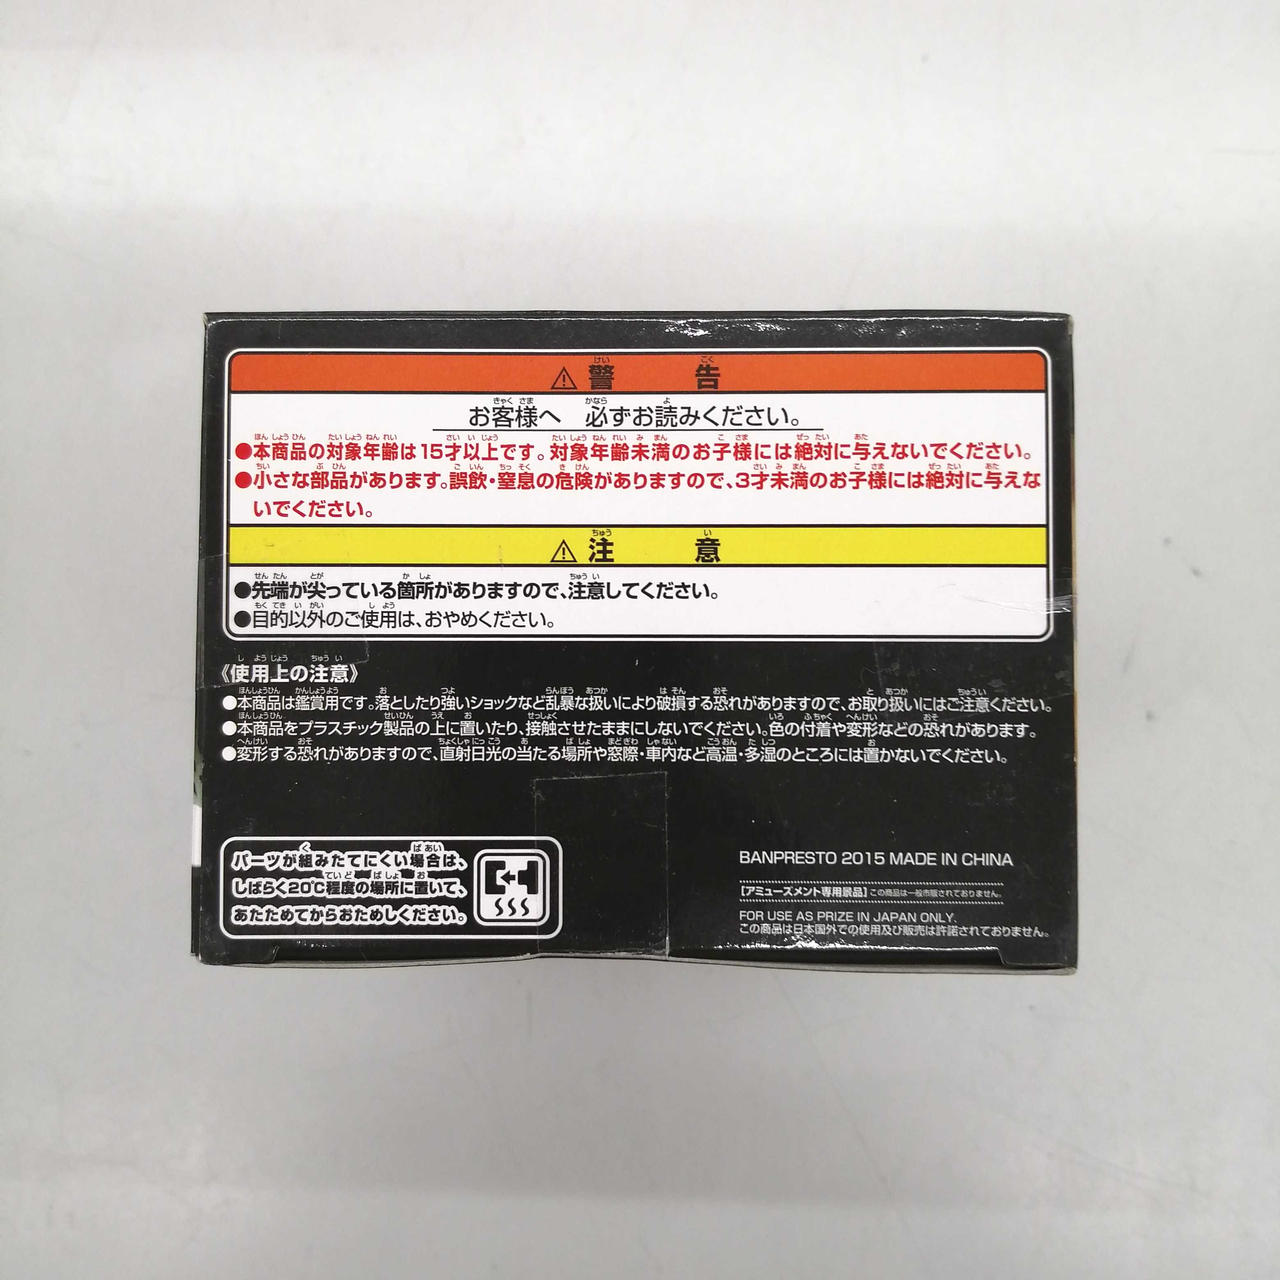 ⚠警告
お客様へ 必ずお読みください。
●本商品の対象年齢は15才以上です。対象年齢未満のお子様には絶対に与えないでください。
●小さな部品があります。誤飲・窒息の危険がありますので、3才未満のお子様には絶対に与えな
いでください。
⚠注意
●先端が尖っている箇所がありますので、注意してください。
●目的以外のご使用は、おやめください。
《使用上の注意》
●本商品は鑑賞用です。落としたり強いショックなど乱暴な扱いにより破損する恐れがありますので、お取り扱いにはご注意ください。
●本商品をプラスチック製品の上に置いたり、接触させたままにしないでください。色の付着や変形などの恐れがあります。
●変形する恐れがありますので、直射日光の当たる場所や窓際・車内など高温・多湿のところには置かないでください。
パーツが組みたてにくい場合は、
しばらく20℃程度の場所に置いて、
あたためてからおためしください。
BANPRESTO 2015 MADE IN CHINA
【アミューズメント専用景品】この商品は一般市販されておりません。
FOR USE AS PRIZE IN JAPAN ONLY.
この商品は日本国外での使用及び販売は許諾されておりません。